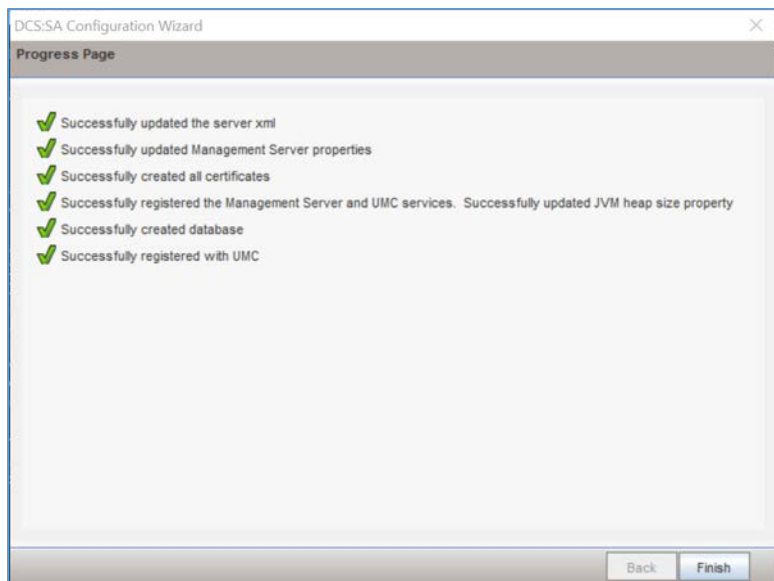 DCS:SA Configuration Wizard
Progress Page
Successfully updated the server xml
Successfully updated Management Server properties
Successfully created all certificates
Successfully registered the Management Server and UMC services. Successfully updated JVM heap size property
Successfully created database
Successfully registered with UMC
Back Finish